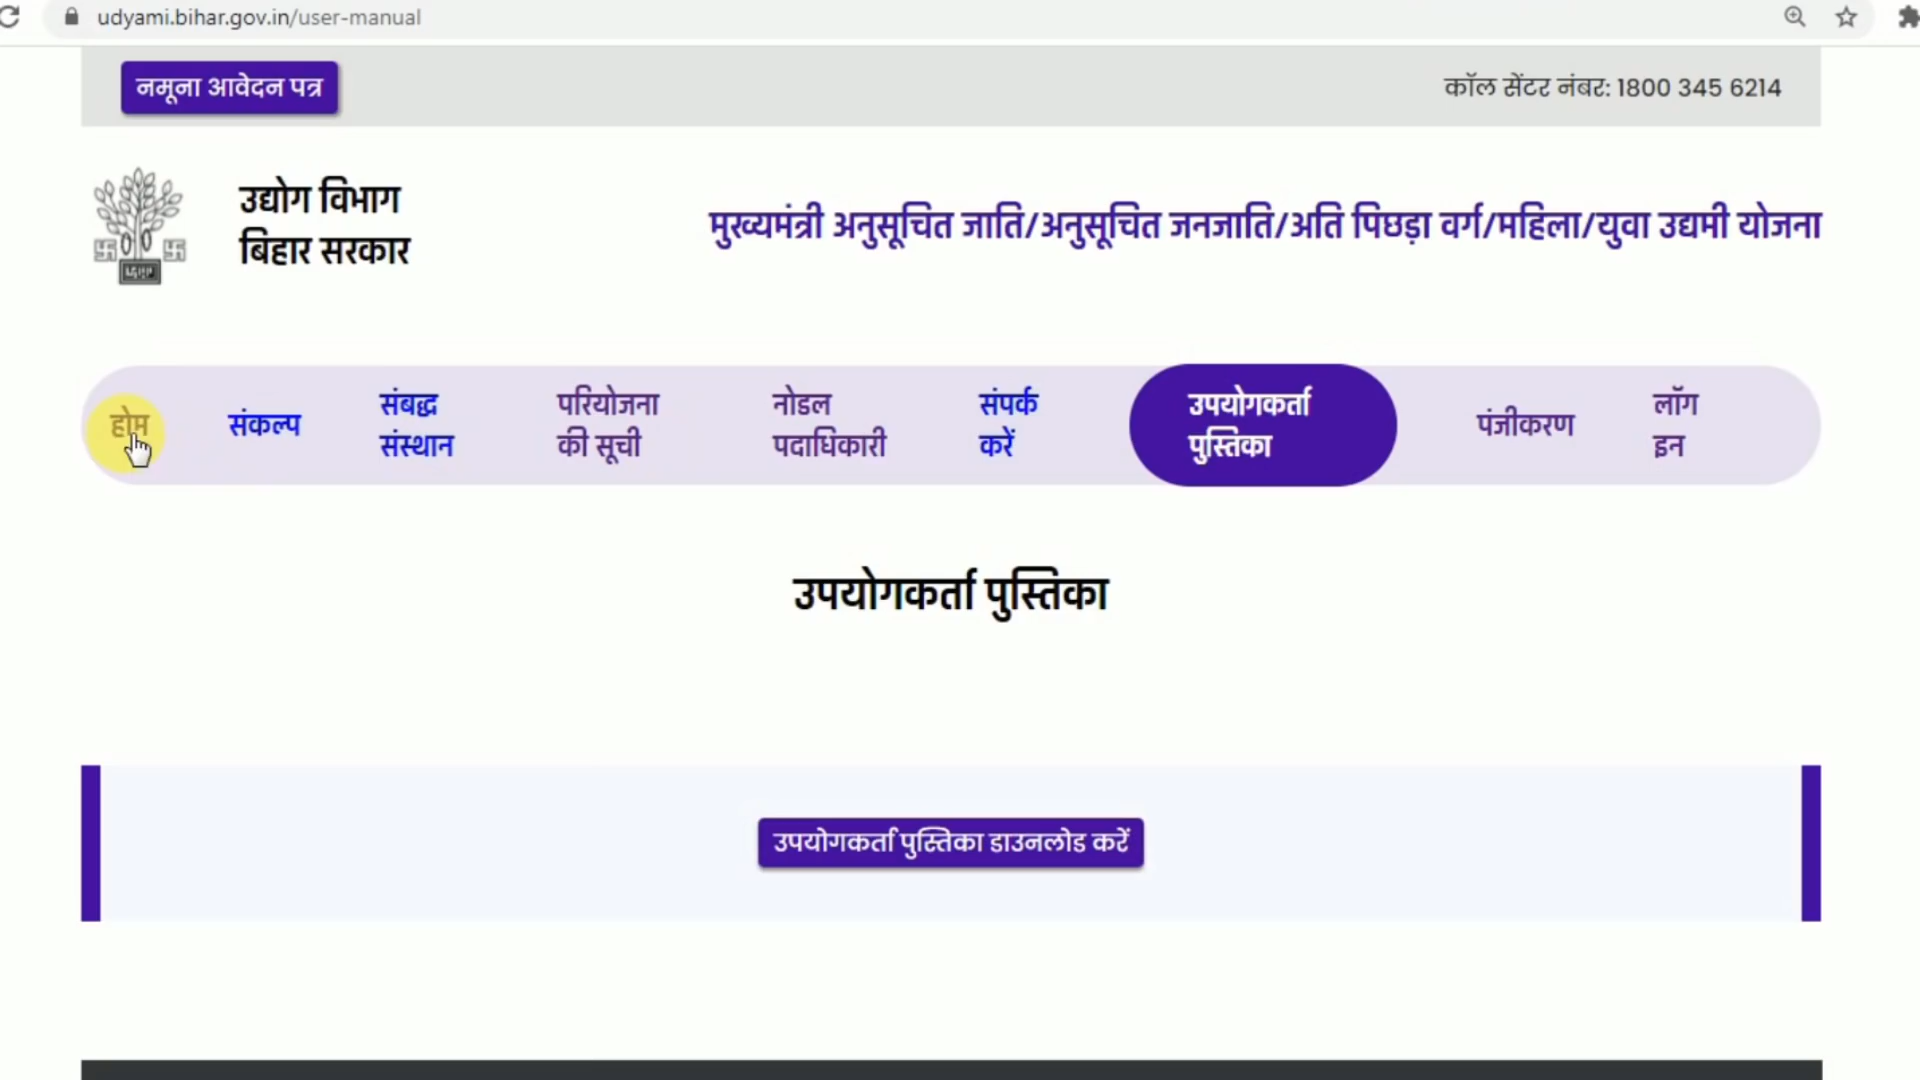 udyami.bihar.gov.in/user-manual
नमूना आवेदन पत्र
कॉल सेंटर नंबर: 1800 345 6214
उद्योग विभाग
बिहार सरकार
मुख्यमंत्री अनुसूचित जाति/अनुसूचित जनजाति/अति पिछड़ा वर्ग/महिला/युवा उद्यमी योजना
होम
संकल्प
संबद्ध
संस्थान
परियोजना
की सूची
नोडल
पदाधिकारी
संपर्क
करें
उपयोगकर्ता
पुस्तिका
पंजीकरण
लॉग
इन
उपयोगकर्ता पुस्तिका
उपयोगकर्ता पुस्तिका डाउनलोड करें